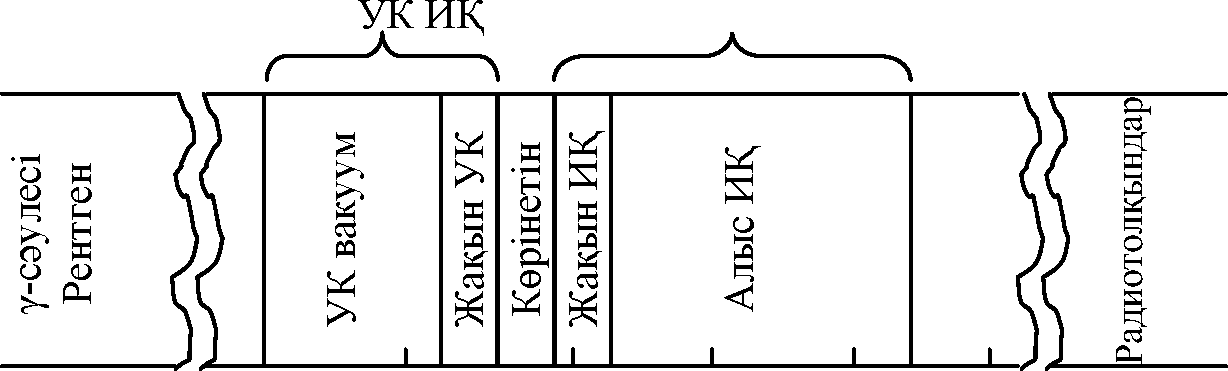 УК ИҚ
γ-сәулесі
Рентген
УК вакуум
Жақын УК
Көрінетін
Жақын ИҚ
Алыс ИҚ
Радиотолқындар